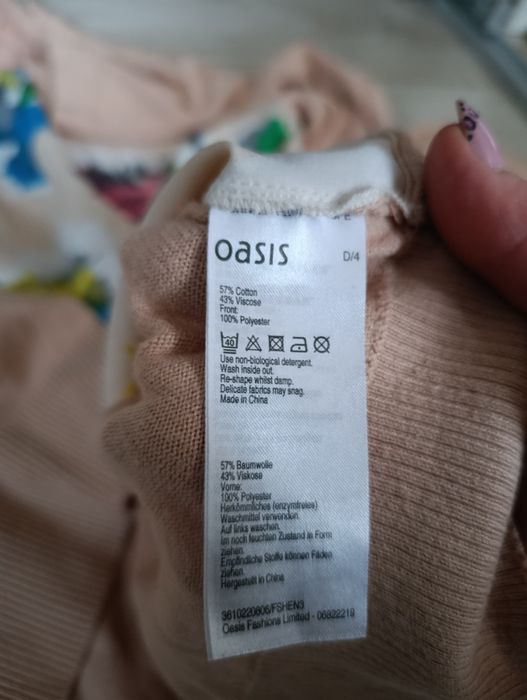 oasis
D/4
57% Cotton
43% Viscose
Front:
100% Polyester
40
Use non-biological detergent.
Wash inside out.
Re-shape whilst damp.
Delicate fabrics may snag.
Made in China
57% Baumwolle
43% Viskose
Vorne:
100% Polyester
Herkömmliches (enzymfreies)
Waschmittel verwenden.
Auf links waschen.
Im noch feuchten Zustand in Form
ziehen.
Empfindliche Stoffe können Fäden
ziehen.
Hergestellt in China
3610220606/FSHEN3
Oasis Fashions Limited - 06822219